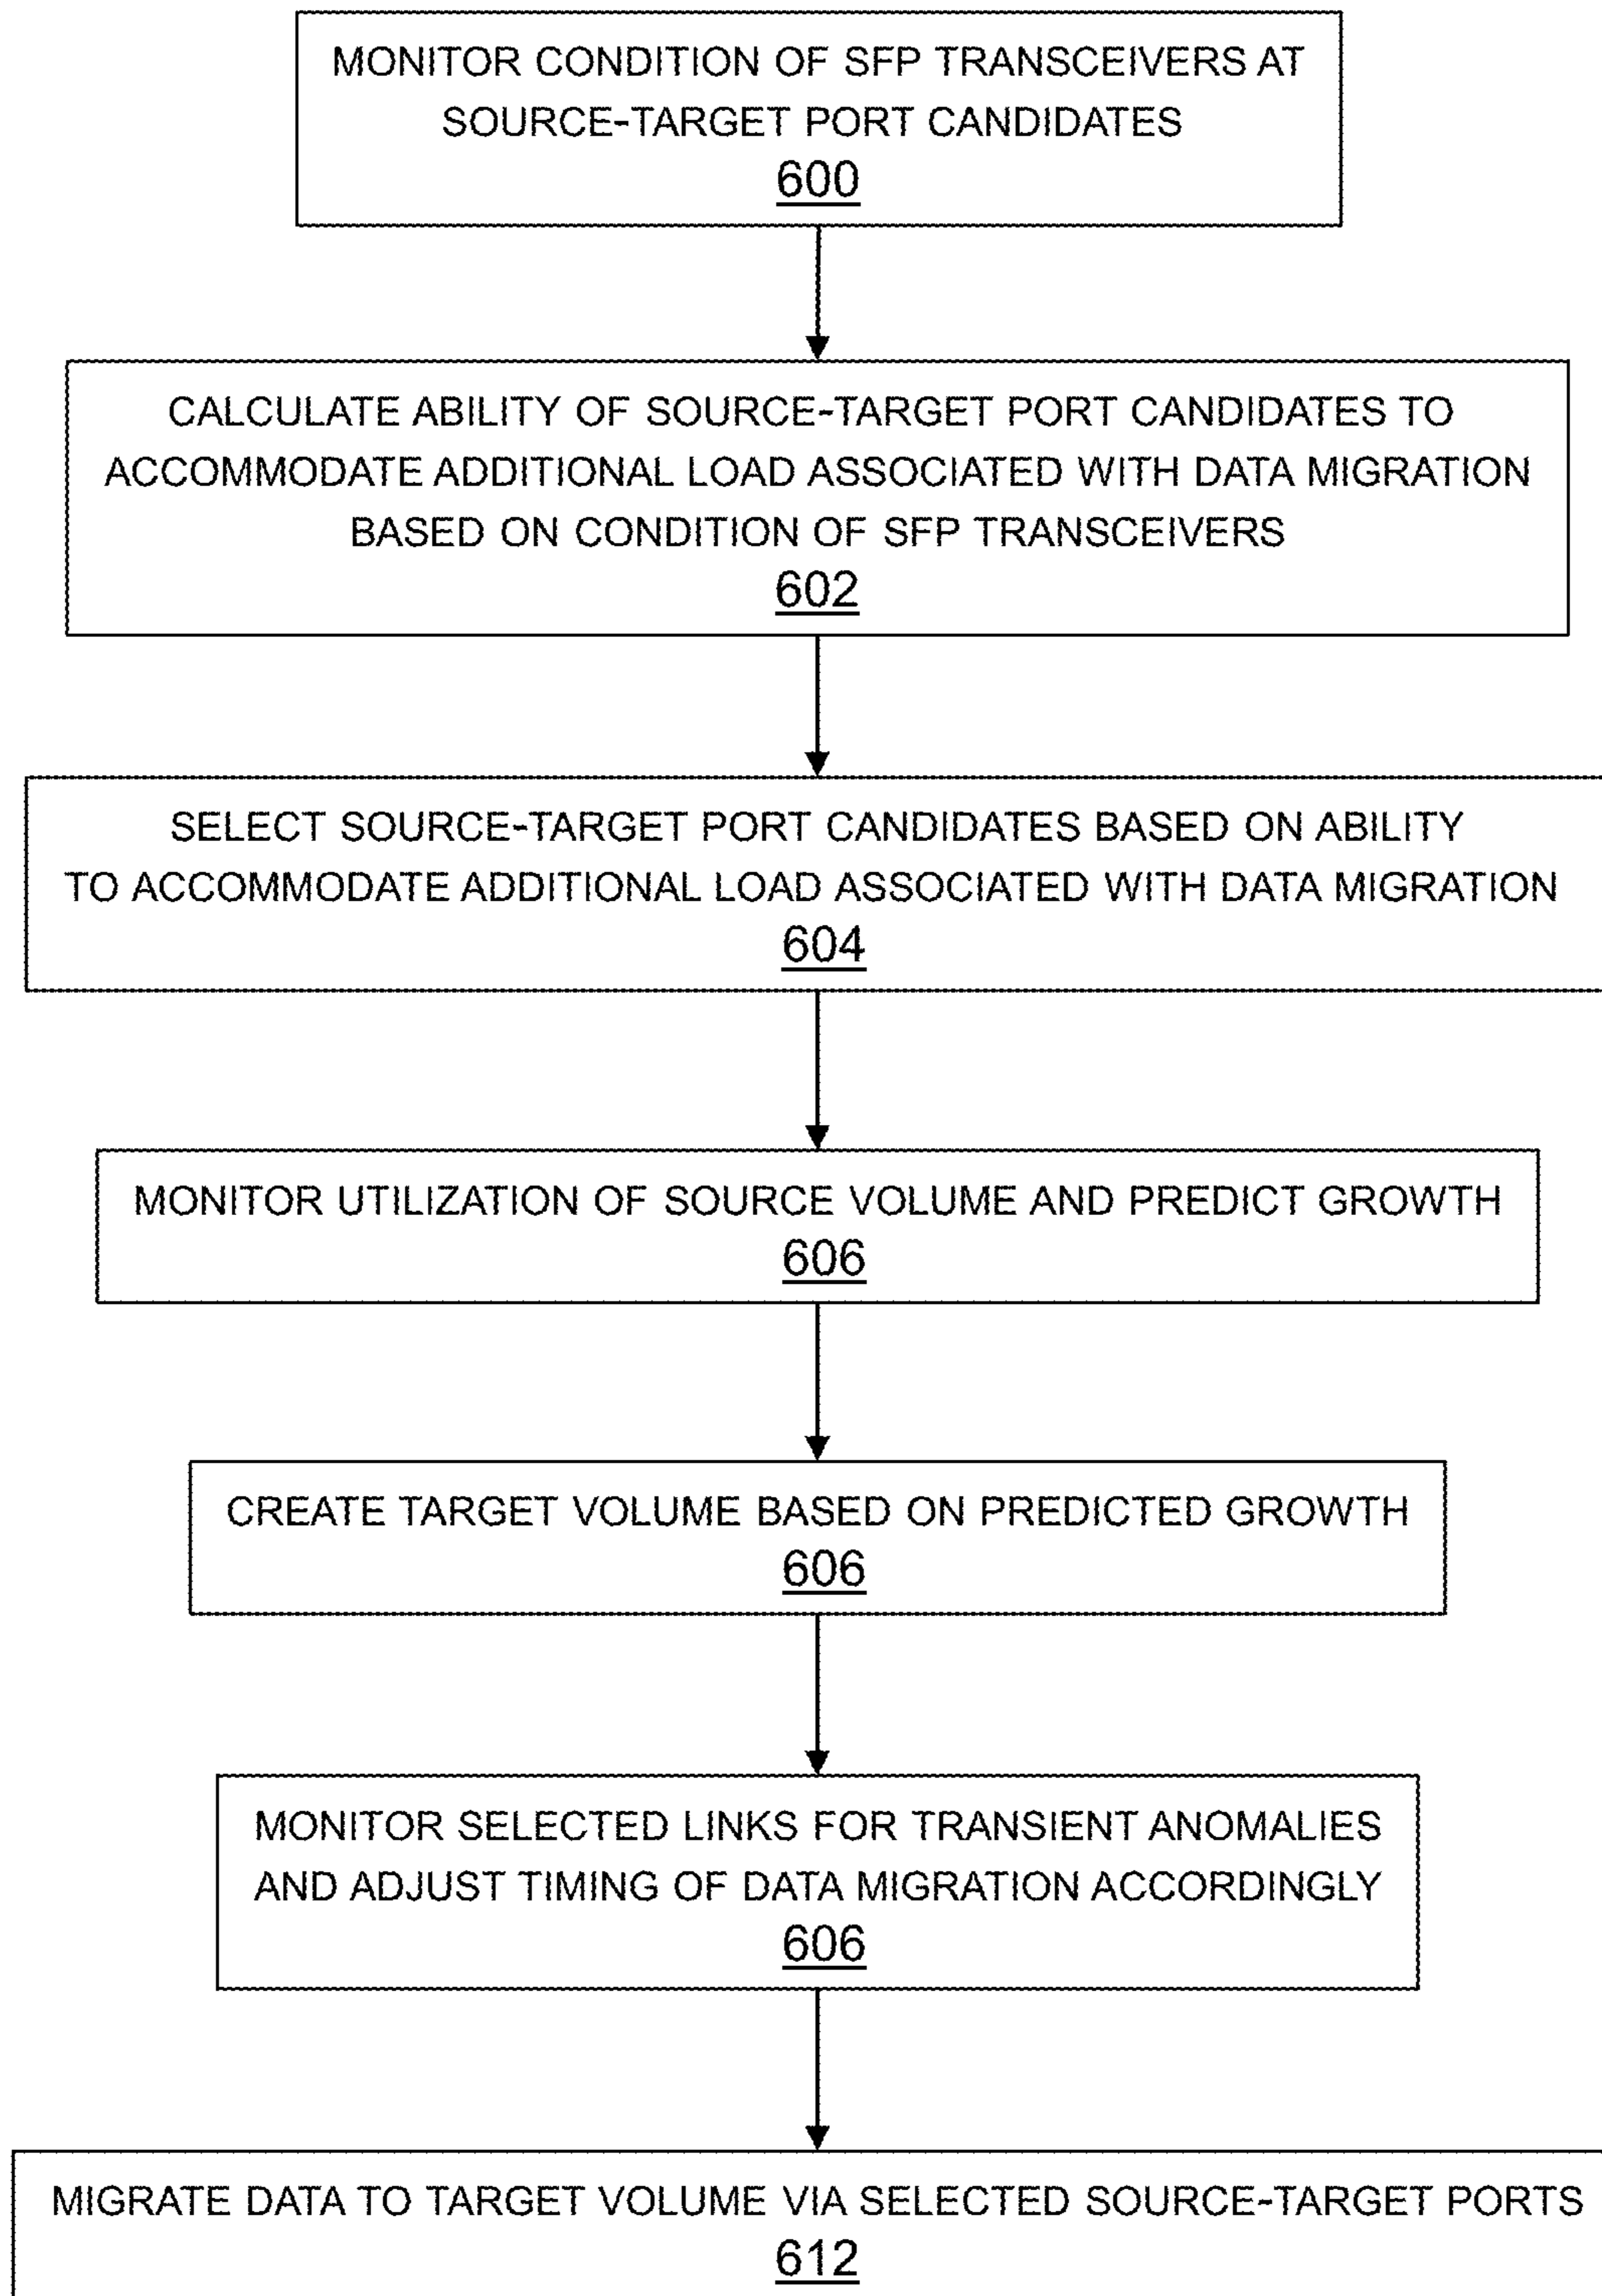 MONITOR CONDITION OF SFP TRANSCEIVERS AT
SOURCE-TARGET PORT CANDIDATES
600
CALCULATE ABILITY OF SOURCE-TARGET PORT CANDIDATES TO
ACCOMMODATE ADDITIONAL LOAD ASSOCIATED WITH DATA MIGRATION
BASED ON CONDITION OF SFP TRANSCEIVERS
602
SELECT SOURCE-TARGET PORT CANDIDATES BASED ON ABILITY
TO ACCOMMODATE ADDITIONAL LOAD ASSOCIATED WITH DATA MIGRATION
604
MONITOR UTILIZATION OF SOURCE VOLUME AND PREDICT GROWTH
606
CREATE TARGET VOLUME BASED ON PREDICTED GROWTH
606
MONITOR SELECTED LINKS FOR TRANSIENT ANOMALIES
AND ADJUST TIMING OF DATA MIGRATION ACCORDINGLY
606
MIGRATE DATA TO TARGET VOLUME VIA SELECTED SOURCE-TARGET PORTS
612